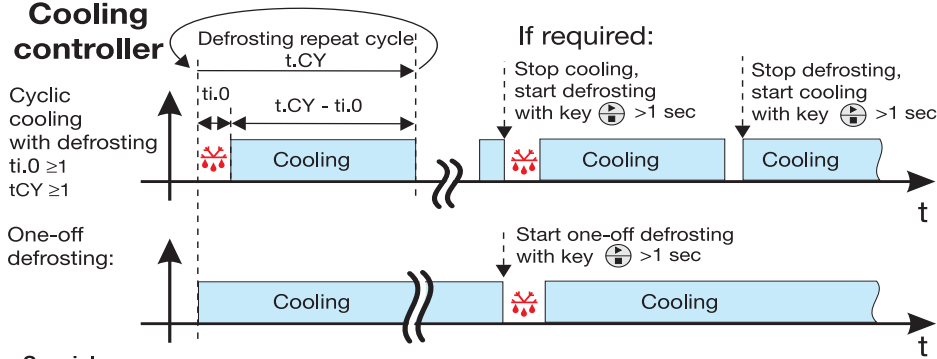 Cooling
controller
Defrosting repeat cycle
t.CY
If required:
Stop cooling,
start defrosting
with key >1 sec
Stop defrosting,
start cooling
with key >1 sec
Cyclic
cooling
with defrosting
ti.0 ≥1
tCY ≥1
ti.0
t.CY - ti.0
Cooling
Cooling
Cooling
t
One-off
defrosting:
Start one-off defrosting
with key >1 sec
Cooling
Cooling
t